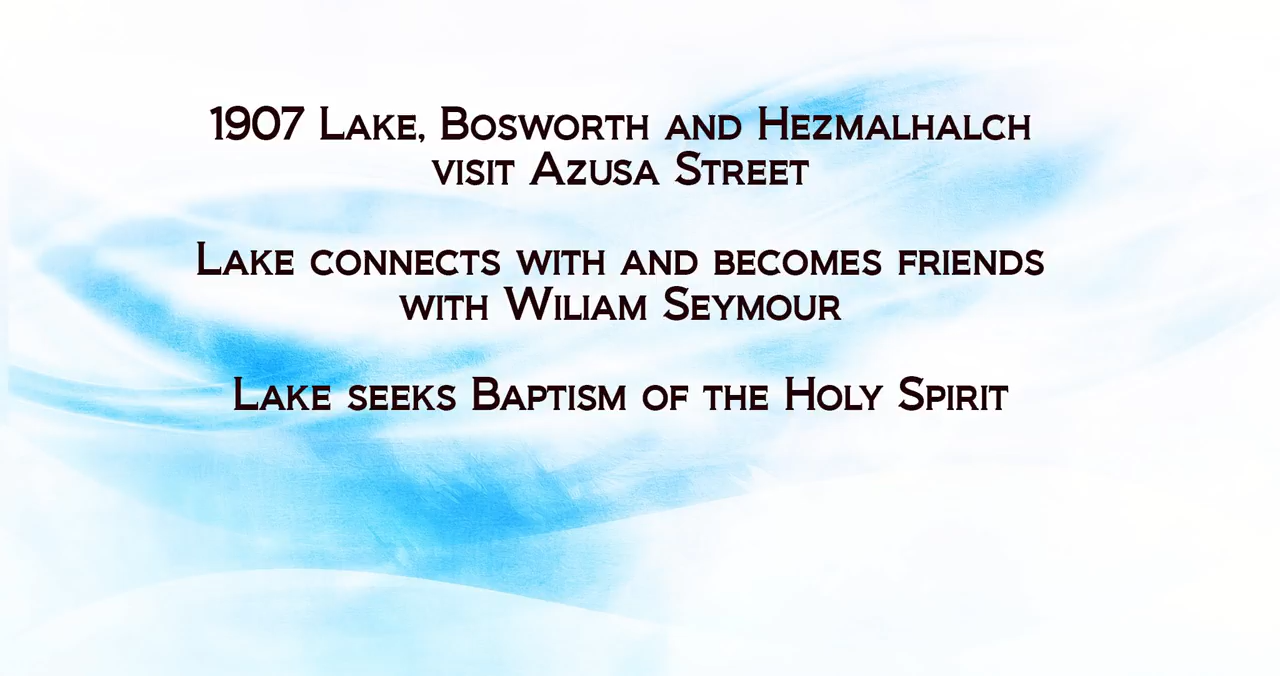 1907 Lake, Bosworth and Hezmalhalch
visit Azusa Street
Lake connects with and becomes friends
with Wiliam Seymour
Lake seeks Baptism of the Holy Spirit